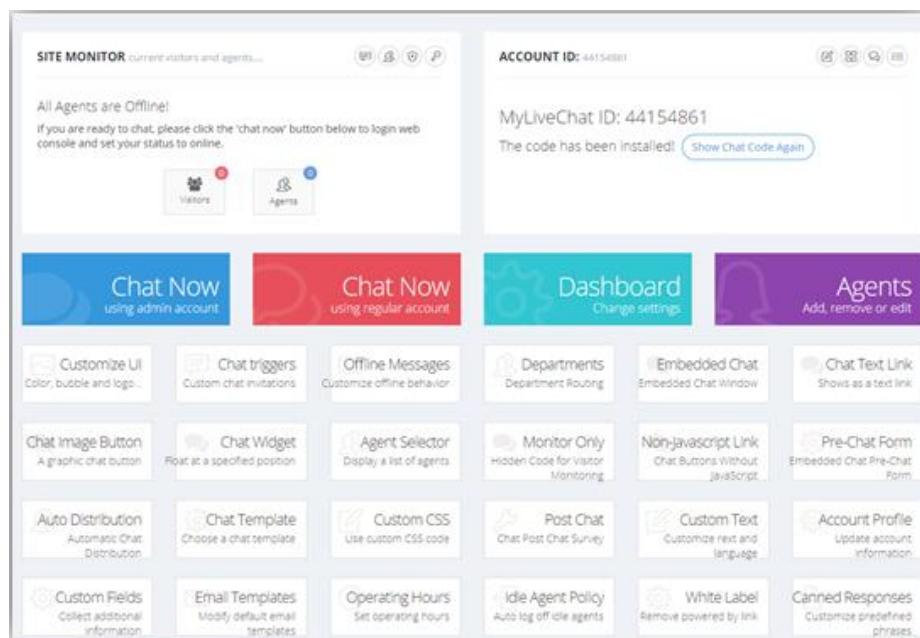 SITE MONITOR current visitors and agents....
All Agents are Offline!
If you are ready to chat, please click the 'chat now' button below to login web
console and set your status to online.
0
Visitors
0
Agents
ACCOUNT ID: 44154861
MyLiveChat ID: 44154861
The code has been installed! Show Chat Code Again
Chat Now
using admin account
Chat Now
using regular account
Dashboard
Change settings
Agents
Add, remove or edit
Customize UI
Color, bubble and logo...
Chat triggers
Custom chat invitations
Offline Messages
Customize offline behavior
Departments
Department Routing
Embedded Chat
Embedded Chat Window
Chat Text Link
Shows as a text link
Chat Image Button
A graphic chat button
Chat Widget
Float at a specified position
Agent Selector
Display a list of agents
Monitor Only
Hidden Code for Visitor
Monitoring
Non-Javascript Link
Chat Buttons Without
JavaScript
Pre-Chat Form
Embedded Chat Pre-Chat
Form
Auto Distribution
Automatic Chat
Distribution
Chat Template
Choose a chat template
Custom CSS
Use custom CSS code
Post Chat
Chat Post Chat Survey
Custom Text
Customize text and
language
Account Profile
Update account
information
Custom Fields
Collect additional
information
Email Templates
Modify default email
templates
Operating Hours
Set operating hours
Idle Agent Policy
Auto log off idle agents
White Label
Remove powered by link
Canned Responses
Customize predefined
phrases